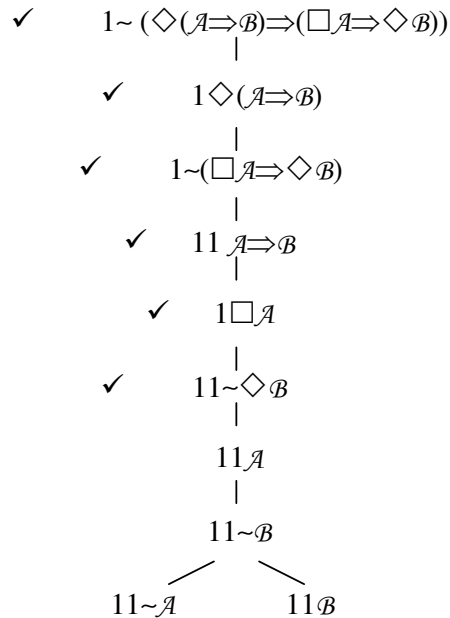 ✓ 1~ (◇(𝒜⇒ℬ)⇒(□𝒜⇒◇ℬ))
✓ 1◇(𝒜⇒ℬ)
✓ 1~(□𝒜⇒◇ℬ)
✓ 11 𝒜⇒ℬ
✓ 1□𝒜
✓ 11~◇ℬ
11𝒜
11~ℬ
11~𝒜 11ℬ